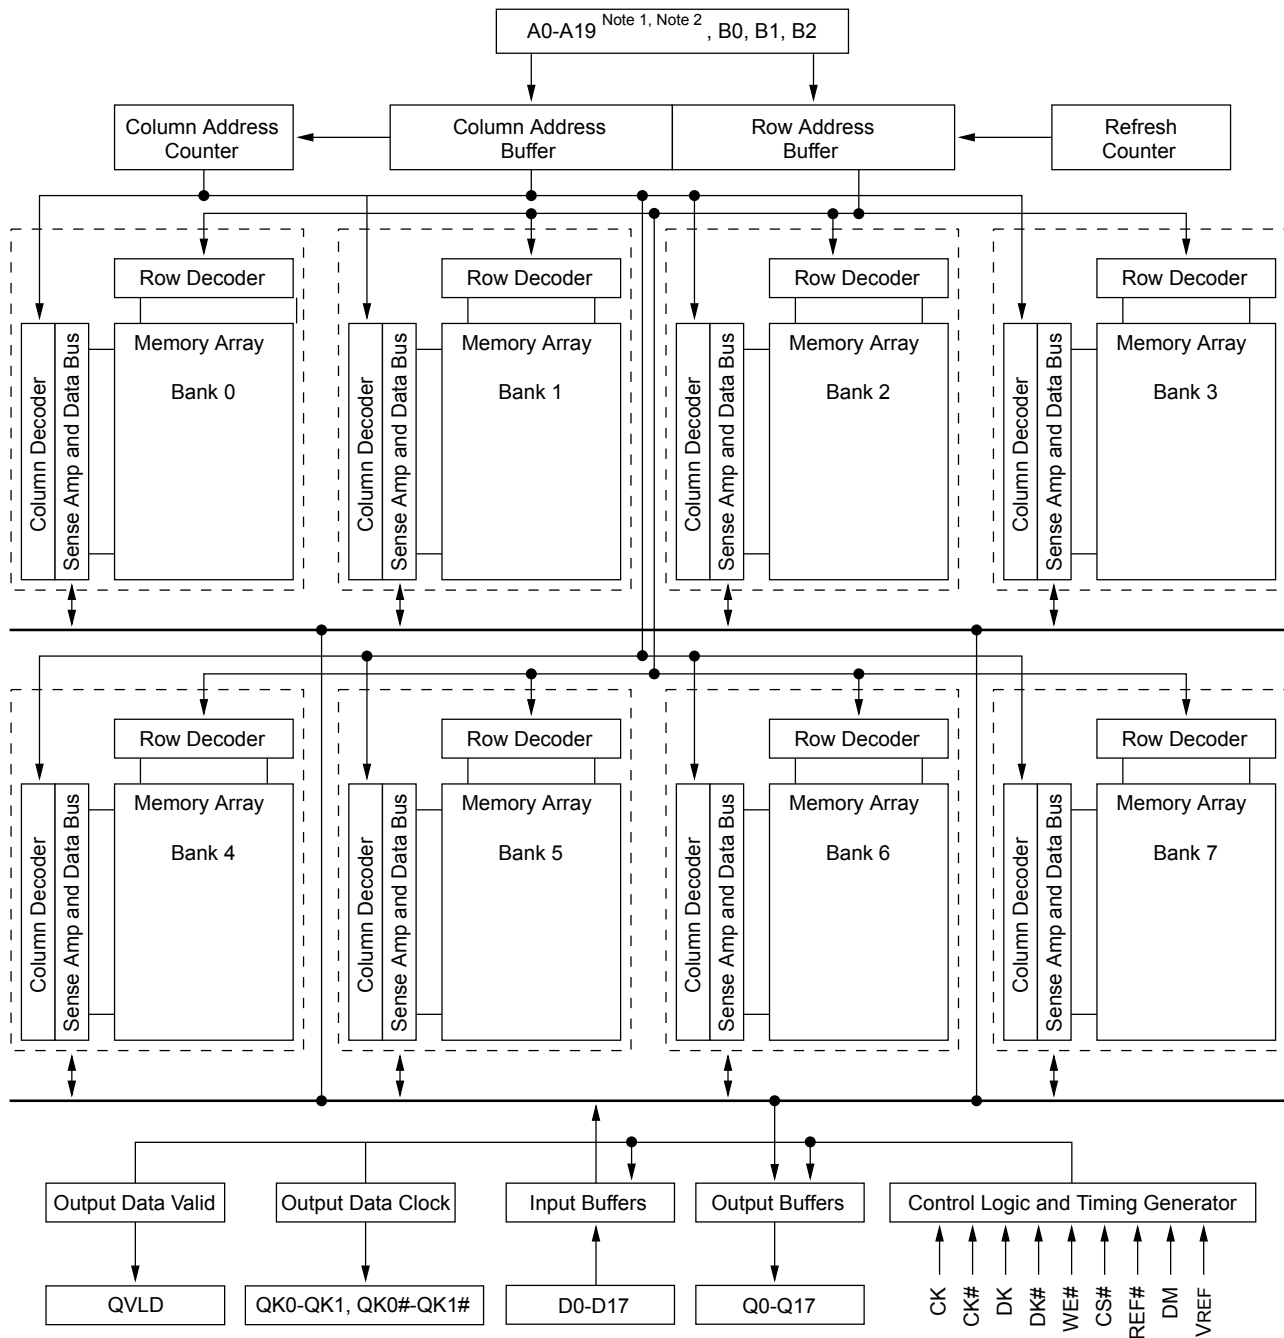 A0-A19 Note 1, Note 2 , B0, B1, B2
Column Address
Counter
Column Address
Buffer
Row Address
Buffer
Refresh
Counter
Row Decoder
Row Decoder
Row Decoder
Row Decoder
Column Decoder
Sense Amp and Data Bus
Memory Array
Bank 0
Column Decoder
Sense Amp and Data Bus
Memory Array
Bank 1
Column Decoder
Sense Amp and Data Bus
Memory Array
Bank 2
Column Decoder
Sense Amp and Data Bus
Memory Array
Bank 3
Row Decoder
Row Decoder
Row Decoder
Row Decoder
Column Decoder
Sense Amp and Data Bus
Memory Array
Bank 4
Column Decoder
Sense Amp and Data Bus
Memory Array
Bank 5
Column Decoder
Sense Amp and Data Bus
Memory Array
Bank 6
Column Decoder
Sense Amp and Data Bus
Memory Array
Bank 7
Output Data Valid
Output Data Clock
Input Buffers
Output Buffers
Control Logic and Timing Generator
QVLD
QK0-QK1, QK0#-QK1#
D0-D17
Q0-Q17
CK
CK#
DK
DK#
WE#
CS#
REF#
DM
VREF